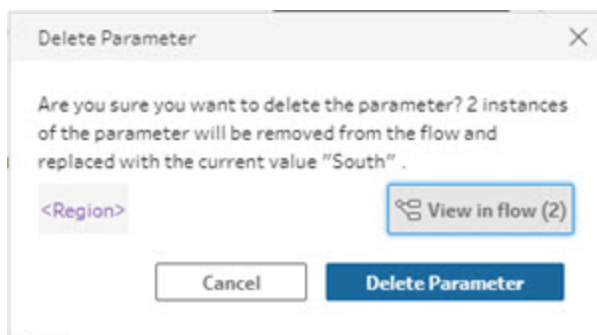 Delete Parameter
Are you sure you want to delete the parameter? 2 instances
of the parameter will be removed from the flow and
replaced with the current value "South" .
<Region>
View in flow (2)
Cancel
Delete Parameter